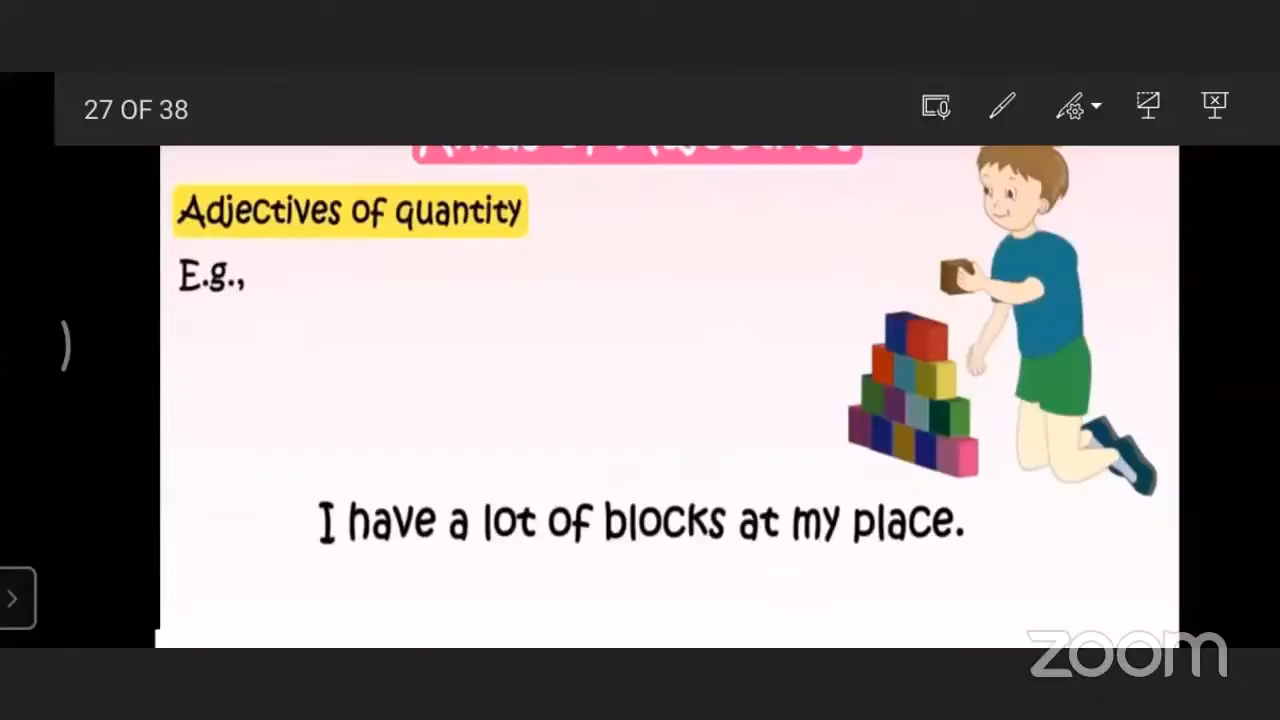 27 OF 38
Adjectives of quantity
E.g.,
I have a lot of blocks at my place.
zoom